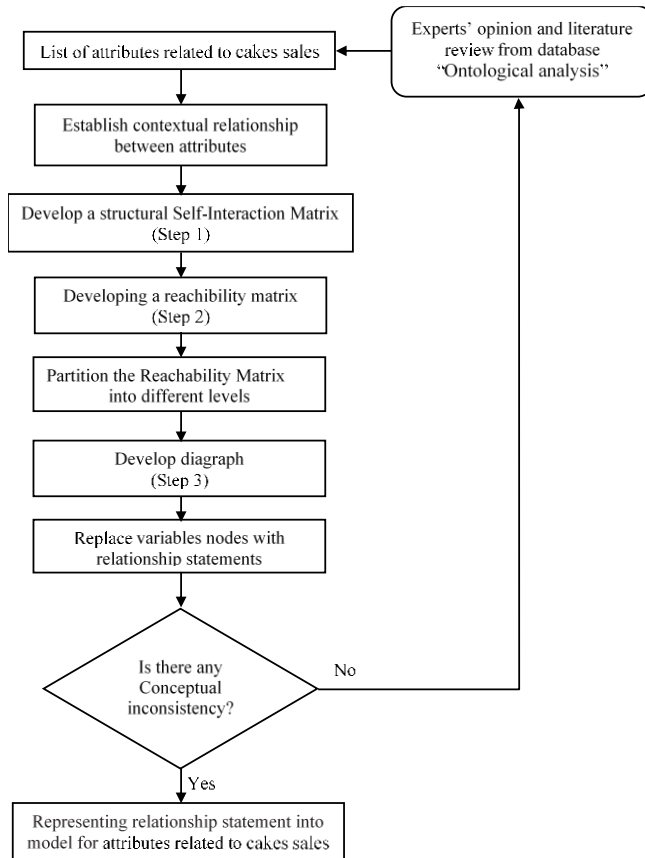 List of attributes related to cakes sales
Experts’ opinion and literature
review from database
“Ontological analysis”
Establish contextual relationship
between attributes
Develop a structural Self-Interaction Matrix
(Step 1)
Developing a reachibility matrix
(Step 2)
Partition the Reachability Matrix
into different levels
Develop diagraph
(Step 3)
Replace variables nodes with
relationship statements
Is there any
Conceptual
inconsistency?
No
Yes
Representing relationship statement into
model for attributes related to cakes sales